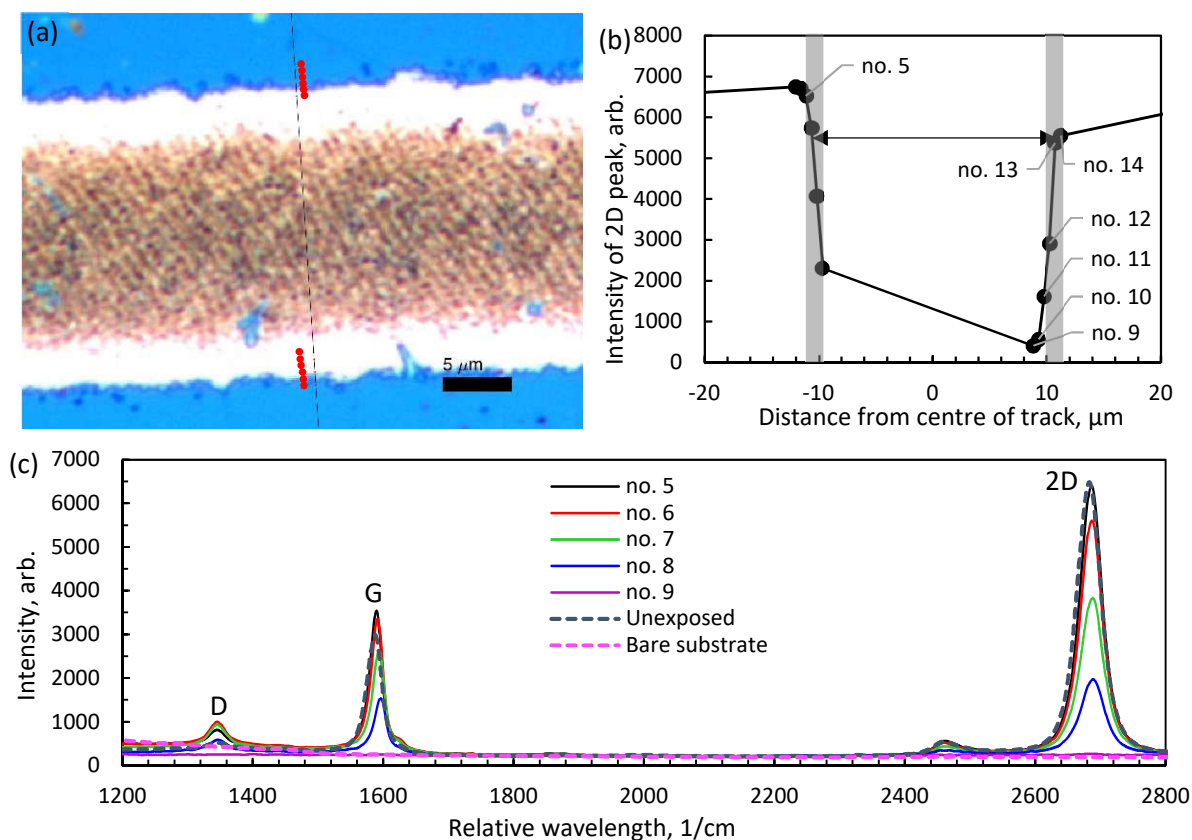 (a)
5 μm
(b)
Intensity of 2D peak, arb.
8000
7000
6000
5000
4000
3000
2000
1000
0
no. 5
no. 13
no. 14
no. 12
no. 11
no. 10
no. 9
-20
-10
0
10
20
Distance from centre of track, μm
(c)
Intensity, arb.
7000
6000
5000
4000
3000
2000
1000
0
D
G
2D
no. 5
no. 6
no. 7
no. 8
no. 9
Unexposed
Bare substrate
1200
1400
1600
1800
2000
2200
2400
2600
2800
Relative wavelength, 1/cm